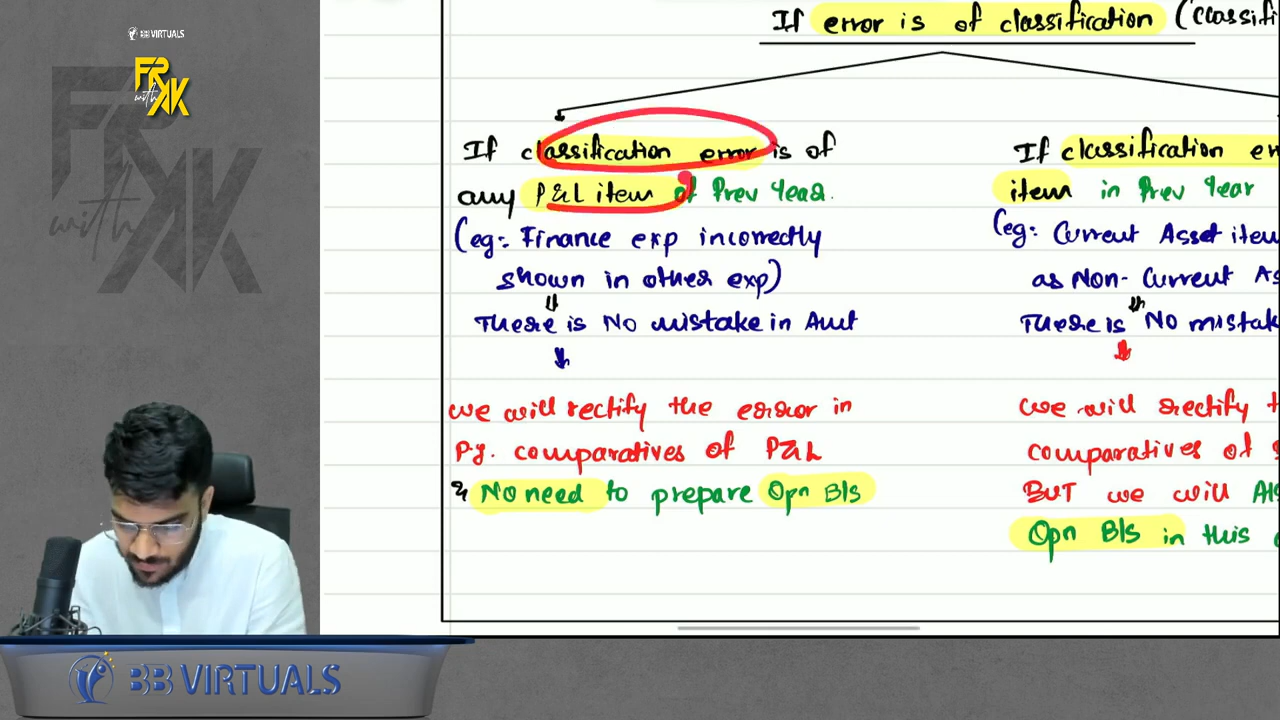 BB VIRTUALS
FR
with
AK
FR
with
AK
If error is of classification (Classifi
If classification error is of
any P&L item of Prev Year.
(eg:- Finance exp incorrectly
shown in other exp)
There is No mistake in Amt
we will rectify the error in
P.y. comparatives of P&L
& No need to prepare Opn B/s
If classification er
item in Prev Year
(eg:- Current Asset item
as Non-Current As
There is No mistak
we will rectify t
comparatives of
BUT we will Al
Opn B/s in this
BB VIRTUALS